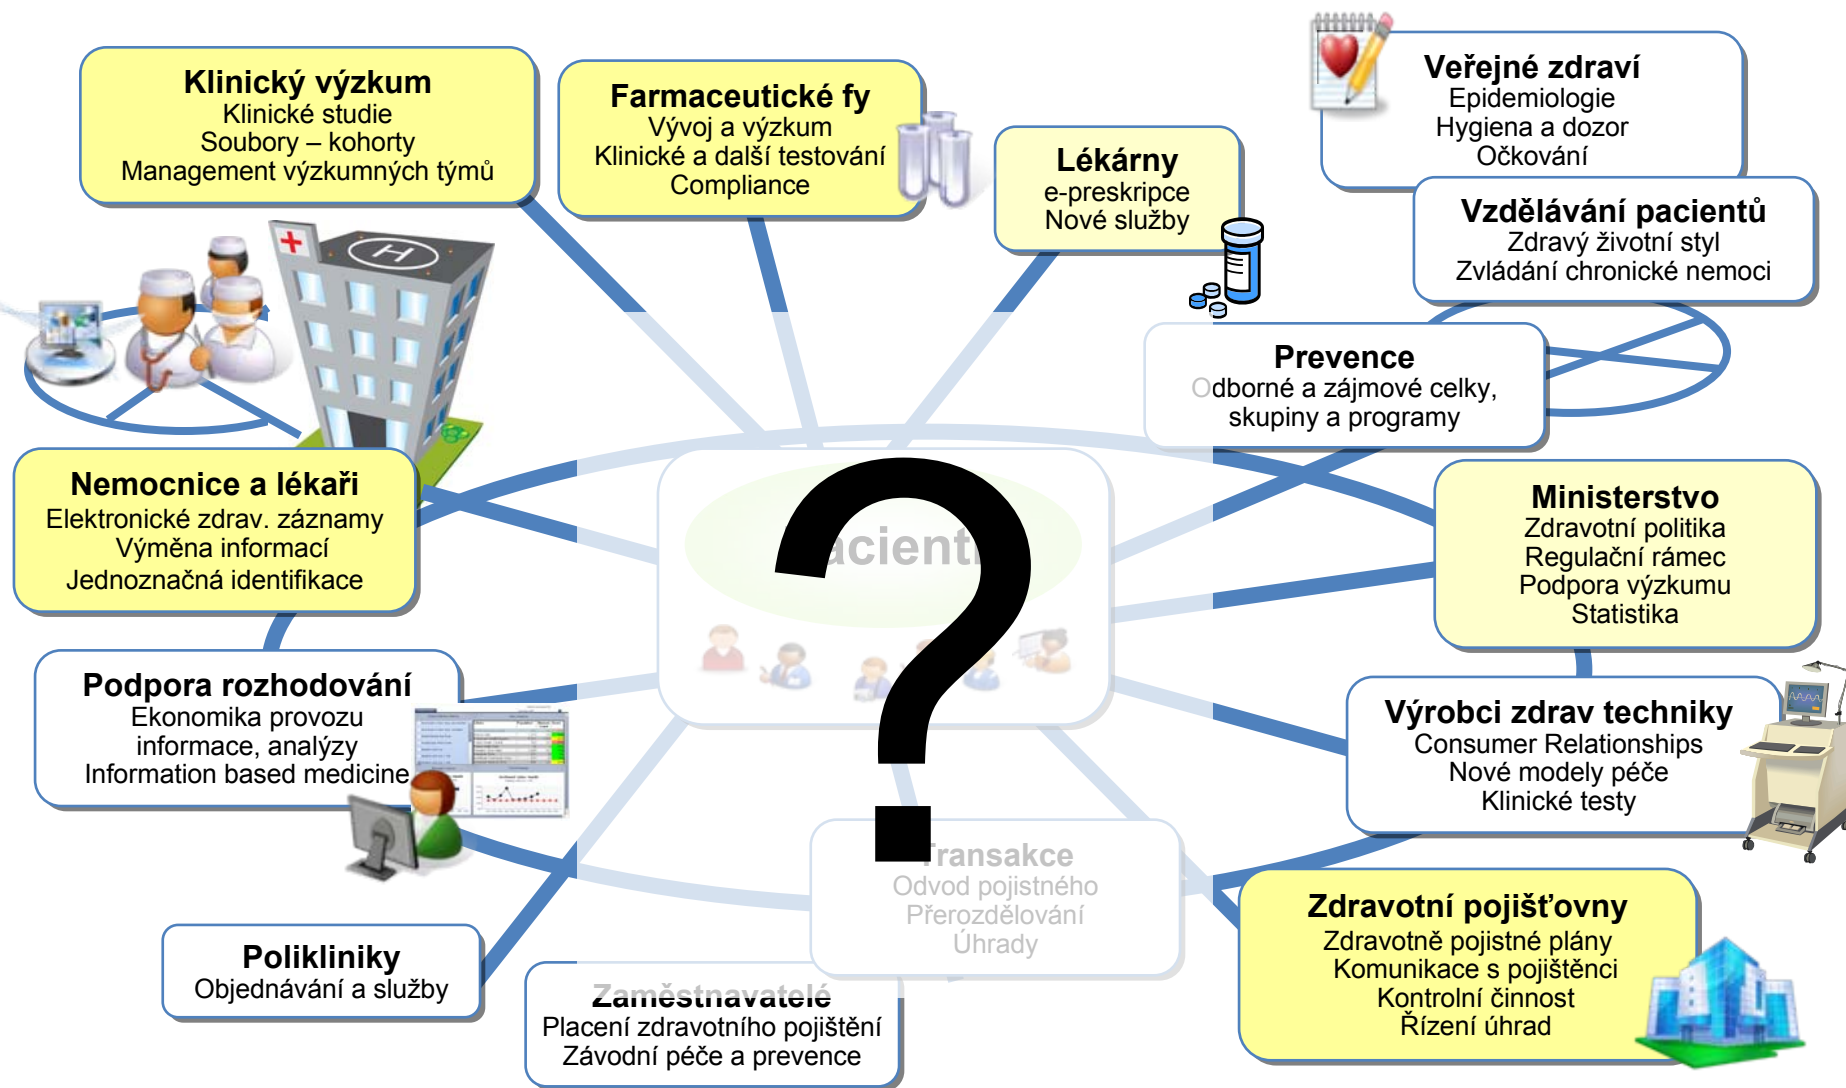 Klinický výzkum
Klinické studie
Soubory – kohorty
Management výzkumných týmů
Farmaceutické fy
Vývoj a výzkum
Klinické a další testování
Compliance
Lékárny
e-preskripce
Nové služby
Veřejné zdraví
Epidemiologie
Hygiena a dozor
Očkování
Vzdělávání pacientů
Zdravý životní styl
Zvládání chronické nemoci
Prevence
Odborné a zájmové celky,
skupiny a programy
H
Nemocnice a lékaři
Elektronické zdrav. záznamy
Výměna informací
Jednoznačná identifikace
acienti
?
Ministerstvo
Zdravotní politika
Regulační rámec
Podpora výzkumu
Statistika
Podpora rozhodování
Ekonomika provozu
informace, analýzy
Information based medicine
Výrobci zdrav techniky
Consumer Relationships
Nové modely péče
Klinické testy
Transakce
Odvod pojistného
Přerozdělování
Úhrady
Zdravotní pojišťovny
Zdravotně pojistné plány
Komunikace s pojištěnci
Kontrolní činnost
Řízení úhrad
Polikliniky
Objednávání a služby
Zaměstnavatelé
Placení zdravotního pojištění
Závodní péče a prevence